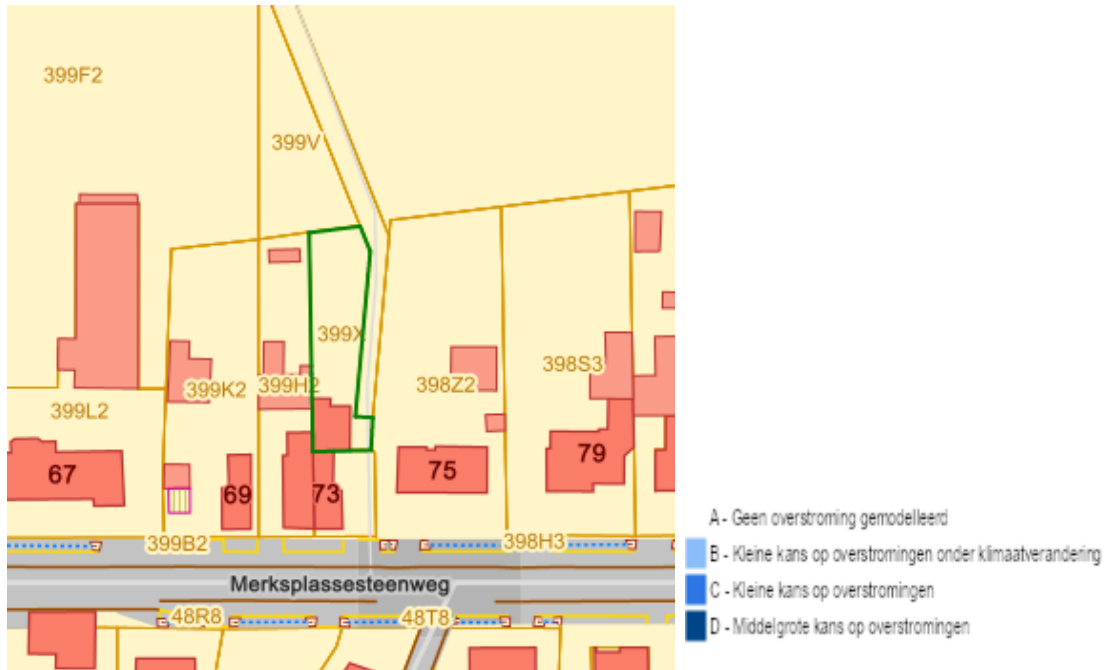 399F2
399V
399X
399K2
399H2
398Z2
398S3
399L2
67
69
73
75
79
399B2
398H3
Merksplassesteenweg
48R8
48T8
A - Geen overstroming gemodelleerd
B - Kleine kans op overstromingen onder klimaatverandering
C - Kleine kans op overstromingen
D - Middelgrote kans op overstromingen